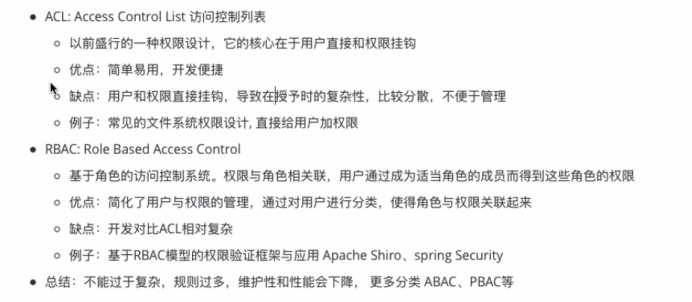 ACL: Access Control List 访问控制列表
以前盛行的一种权限设计，它的核心在于用户直接和权限挂钩
优点：简单易用，开发便捷
缺点：用户和权限直接挂钩，导致在授予时的复杂性，比较分散，不便于管理
例子：常见的文件系统权限设计, 直接给用户加权限
RBAC: Role Based Access Control
基于角色的访问控制系统。权限与角色相关联，用户通过成为适当角色的成员而得到这些角色的权限
优点：简化了用户与权限的管理，通过对用户进行分类，使得角色与权限关联起来
缺点：开发对比ACL相对复杂
例子：基于RBAC模型的权限验证框架与应用 Apache Shiro、spring Security
总结：不能过于复杂，规则过多，维护性和性能会下降， 更多分类 ABAC、PBAC等